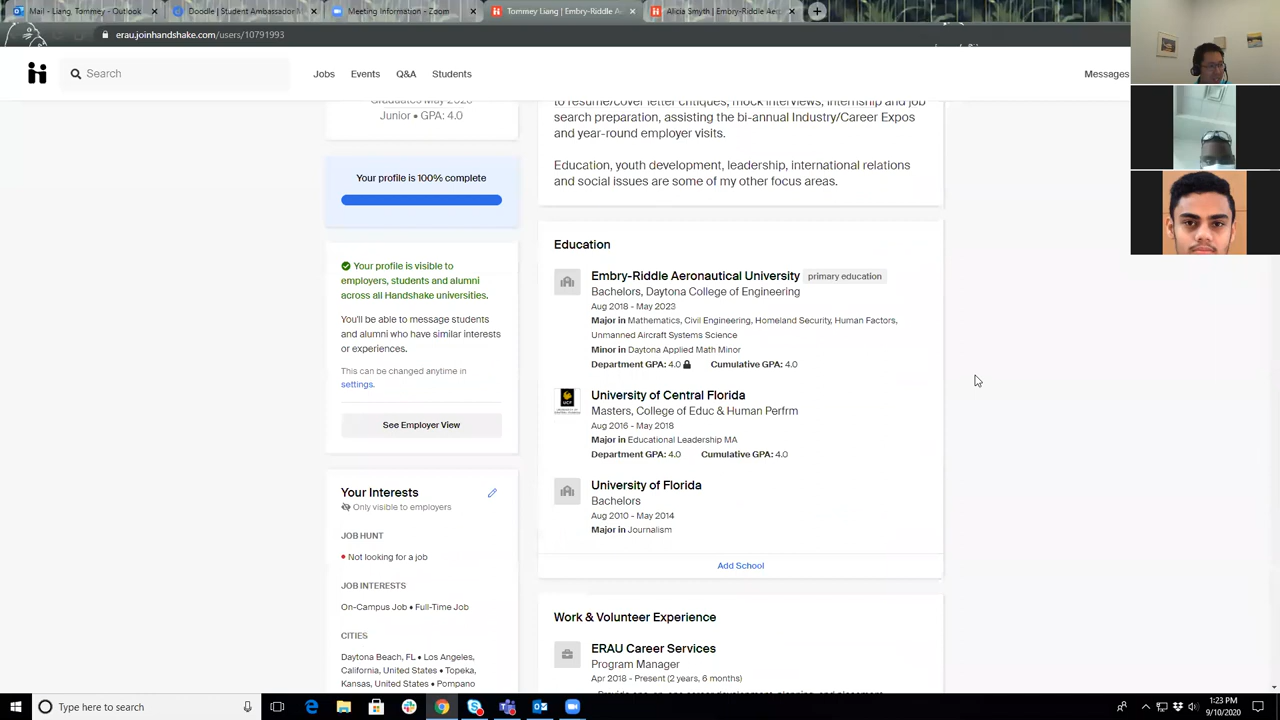 Mail - Liang, Tommey - Outlook
Doodle | Student Ambassador M
Meeting Information - Zoom
Tommey Liang | Embry-Riddle Ae
Alicia Smyth | Embry-Riddle Aer
erau.joinhandshake.com/users/10791993
Search
Jobs
Events
Q&A
Students
Messages
Junior • GPA: 4.0
to resume/cover letter critiques, mock interviews, internship and job
search preparation, assisting the bi-annual Industry/Career Expos
and year-round employer visits.
Education, youth development, leadership, international relations
and social issues are some of my other focus areas.
Your profile is 100% complete
Your profile is visible to
employers, students and alumni
across all Handshake universities.
You'll be able to message students
and alumni who have similar interests
or experiences.
This can be changed anytime in
settings.
See Employer View
Your Interests
Only visible to employers
JOB HUNT
Not looking for a job
JOB INTERESTS
On-Campus Job • Full-Time Job
CITIES
Daytona Beach, FL • Los Angeles,
California, United States • Topeka,
Kansas, United States • Pompano
Education
Embry-Riddle Aeronautical University primary education
Bachelors, Daytona College of Engineering
Aug 2018 - May 2023
Major in Mathematics, Civil Engineering, Homeland Security, Human Factors,
Unmanned Aircraft Systems Science
Minor in Daytona Applied Math Minor
Department GPA: 4.0 Cumulative GPA: 4.0
University of Central Florida
Masters, College of Educ & Human Perfrm
Aug 2016 - May 2018
Major in Educational Leadership MA
Department GPA: 4.0 Cumulative GPA: 4.0
University of Florida
Bachelors
Aug 2010 - May 2014
Major in Journalism
Add School
Work & Volunteer Experience
ERAU Career Services
Program Manager
Apr 2018 - Present (2 years, 6 months)
Type here to search
1:23 PM
9/10/2020